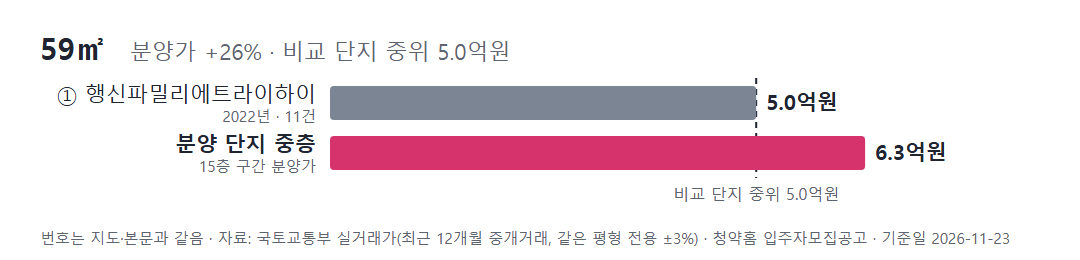 59㎡ 분양가 +26% · 비교 단지 중위 5.0억원
① 행신파밀리에트라이하이
2022년 · 11건
5.0억원
분양 단지 중층
15층 구간 분양가
6.3억원
비교 단지 중위 5.0억원
번호는 지도·본문과 같음 · 자료: 국토교통부 실거래가(최근 12개월 중개거래, 같은 평형 전용 ±3%) · 청약홈 입주자모집공고 · 기준일 2026-11-23